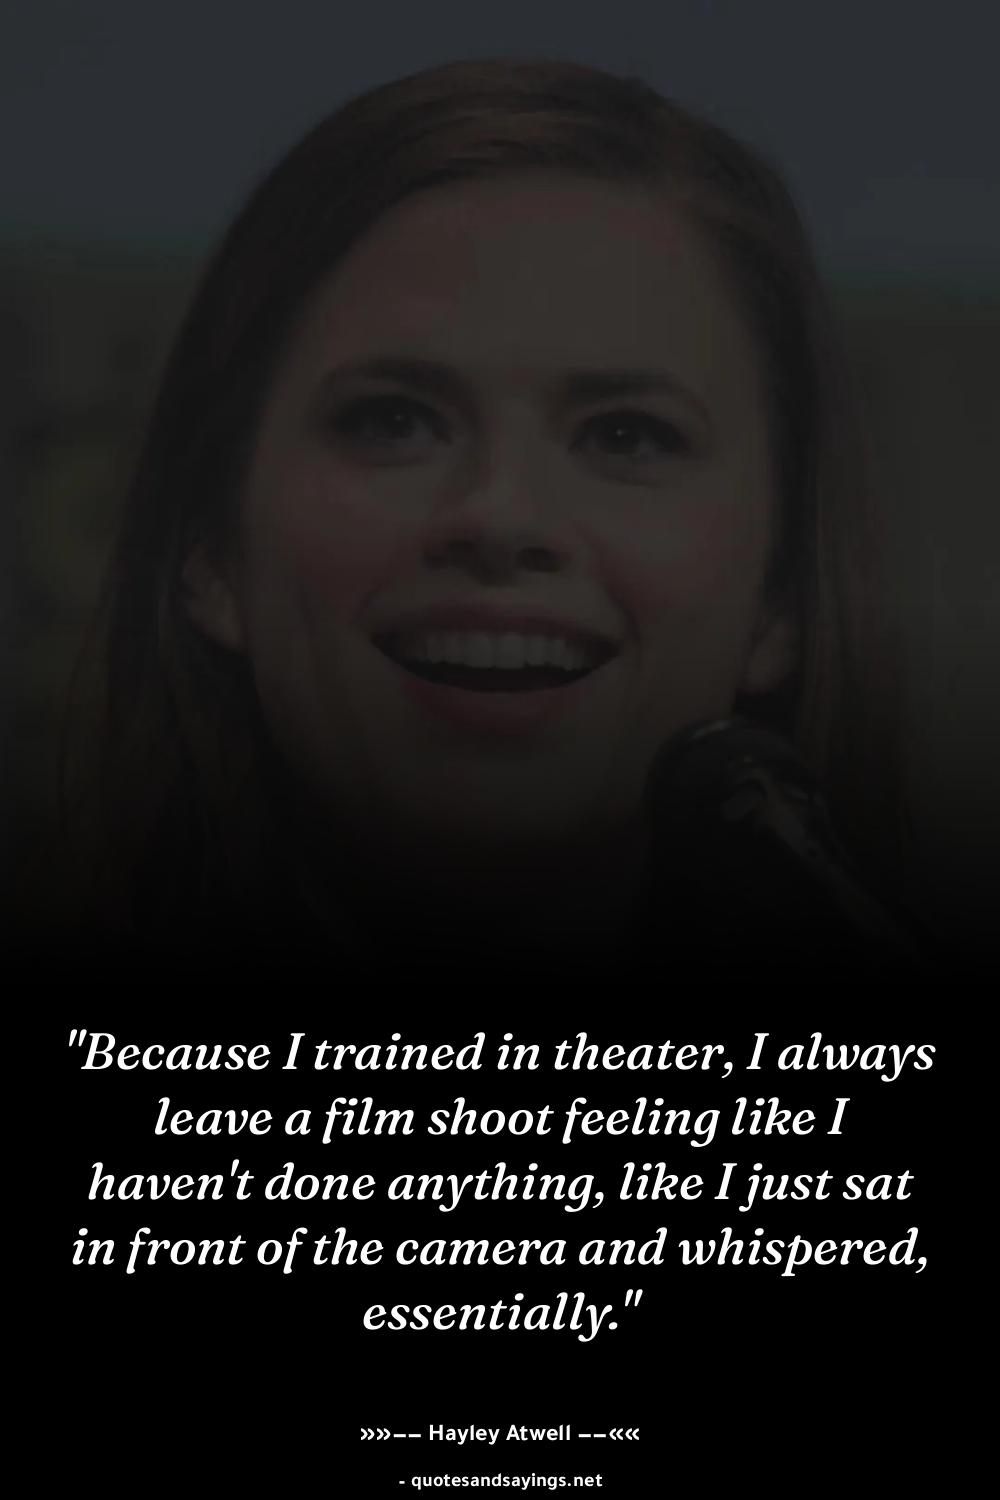 "Because I trained in theater, I always
leave a film shoot feeling like I
haven't done anything, like I just sat
in front of the camera and whispered,
essentially."
»»−− Hayley Atwell −−««
- quotesandsayings.net